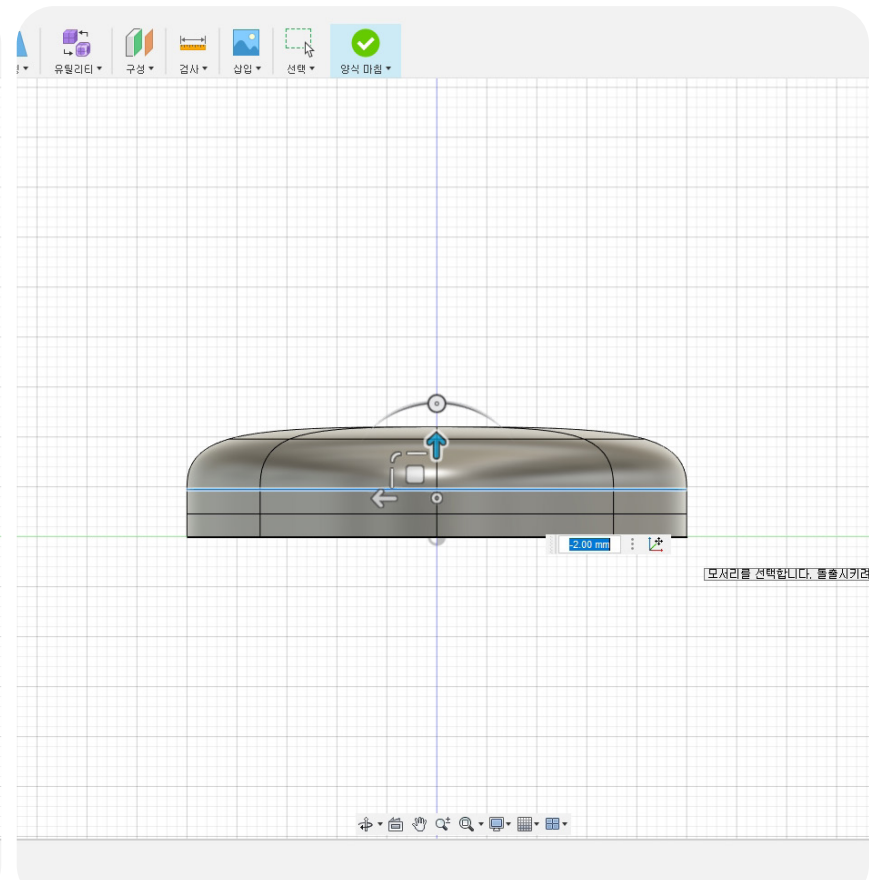 유틸리티 ▾ 구성 ▾ 검사 ▾ 삽입 ▾ 선택 ▾ 양식 마침 ▾
-2.00 mm
모서리를 선택합니다. 돌출시키려